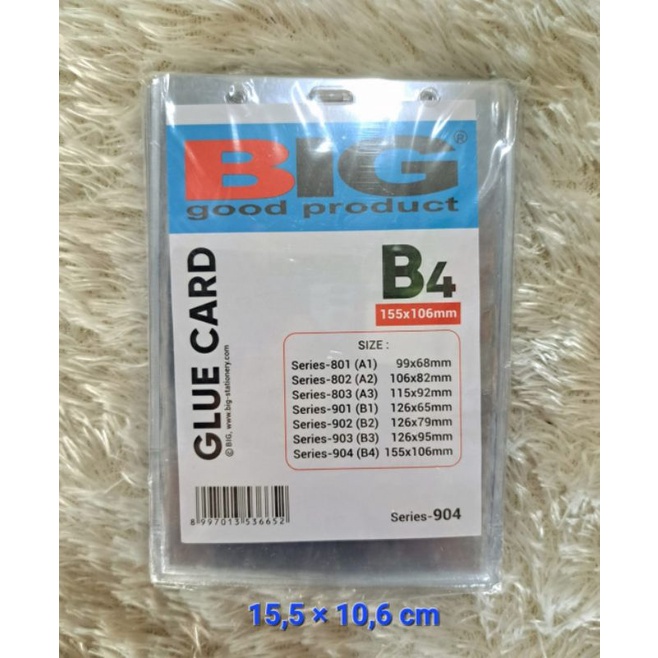 BIG®
good product
GLUE CARD
© BIG, www.big-stationery.com
B4
155x106mm
SIZE :
Series-801 (A1) 99x68mm
Series-802 (A2) 106x82mm
Series-803 (A3) 115x92mm
Series-901 (B1) 126x65mm
Series-902 (B2) 126x79mm
Series-903 (B3) 126x95mm
Series-904 (B4) 155x106mm
8 997013 536652
Series-904
15,5 × 10,6 cm